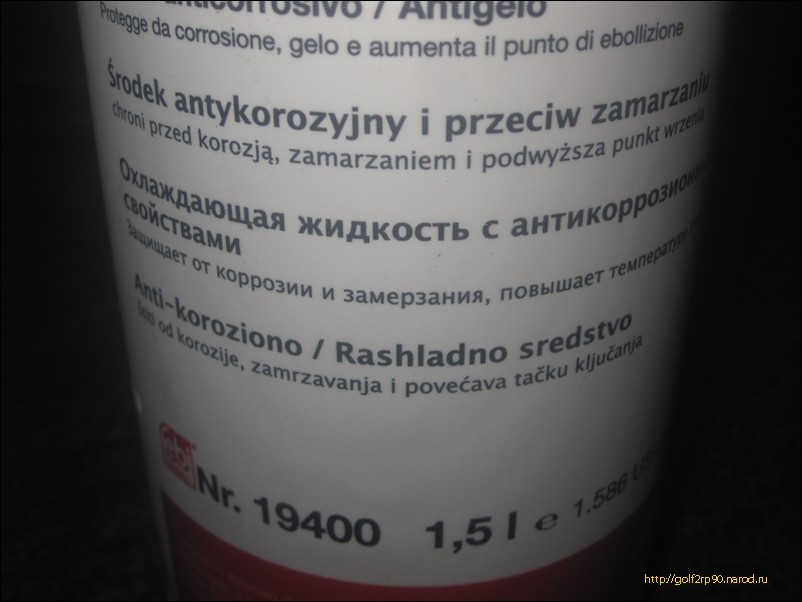 / Antigelo
Protegge da corrosione, gelo e aumenta il punto di ebollizione
Środek antykorozyjny i przeciw zamarzaniu
chroni przed korozją, zamarzaniem i podwyższa punkt wrzenia
Охлаждающая жидкость с
свойствами
Защищает от коррозии и замерзания, повышает температуру
Anti-koroziono / Rashladno sredstvo
štiti od korozije, zamrzavanja i povećava tačku ključanja
Nr. 19400 1,5 l e 1.586
http://golf2rp90.narod.ru